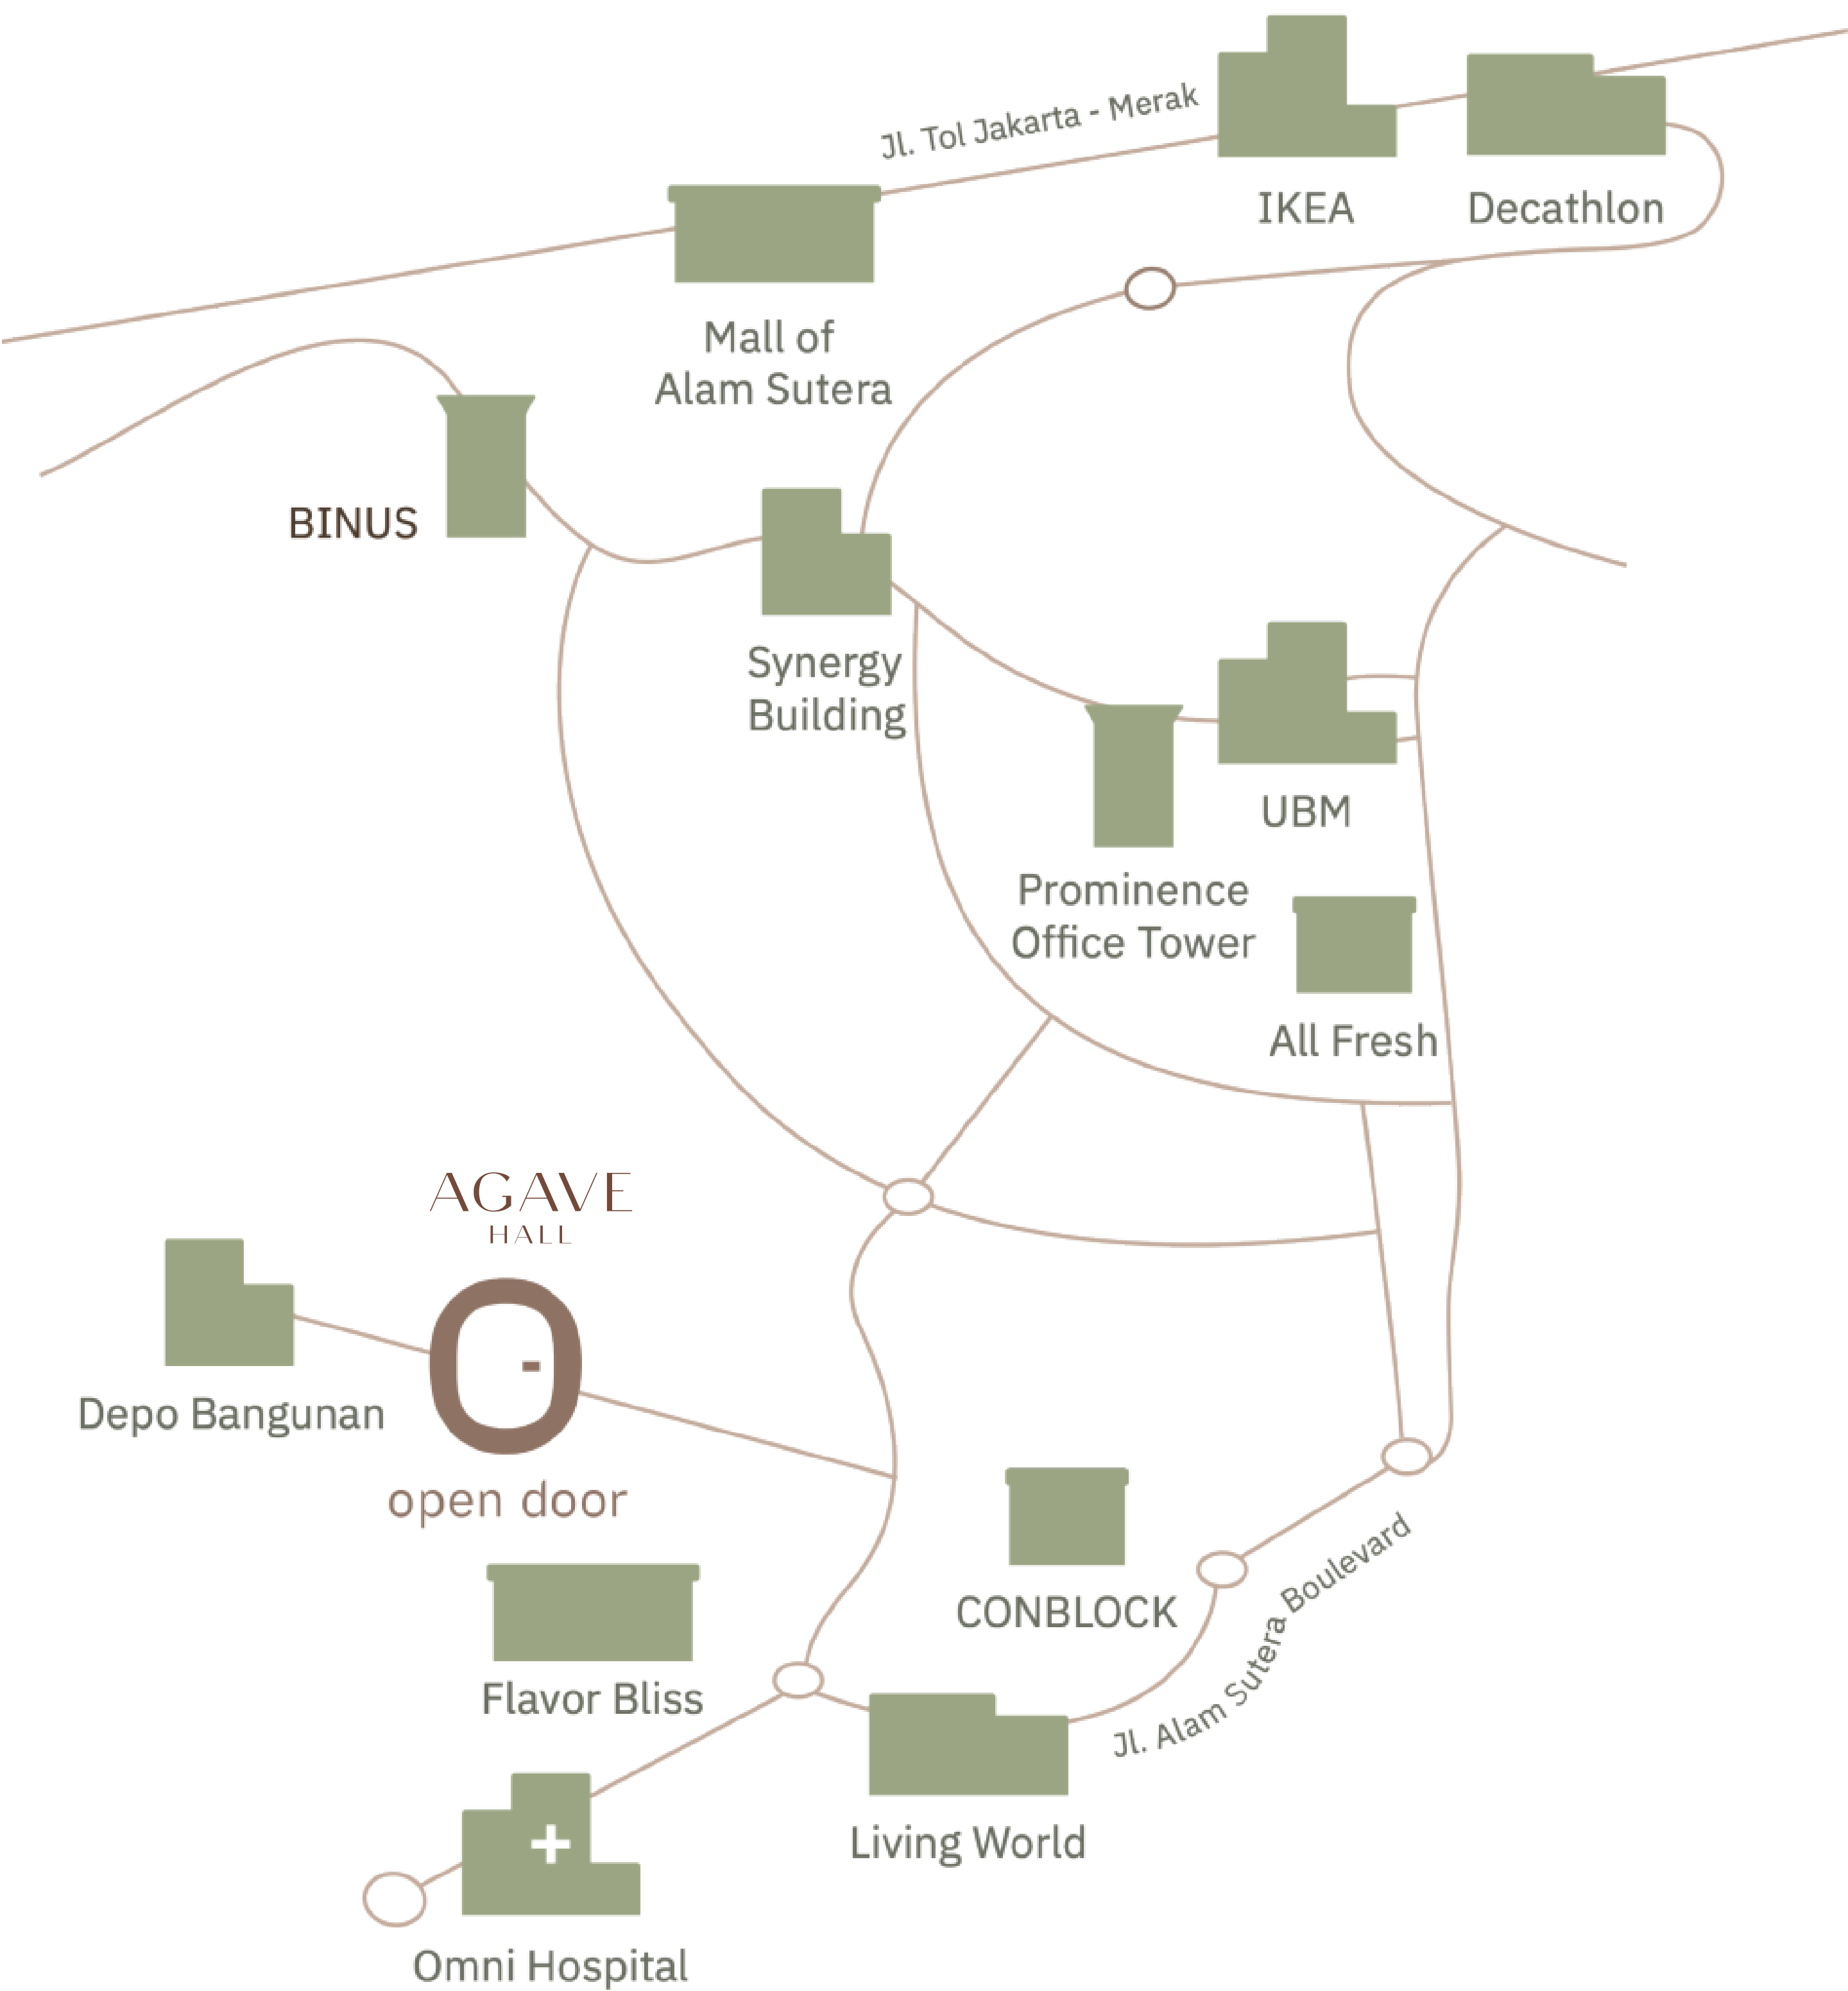 Jl. Tol Jakarta - Merak
IKEA
Decathlon
Mall of
Alam Sutera
BINUS
Synergy
Building
UBM
Prominence
Office Tower
All Fresh
AGAVE
HALL
Depo Bangunan
open door
CONBLOCK
Flavor Bliss
Jl. Alam Sutera Boulevard
Living World
Omni Hospital